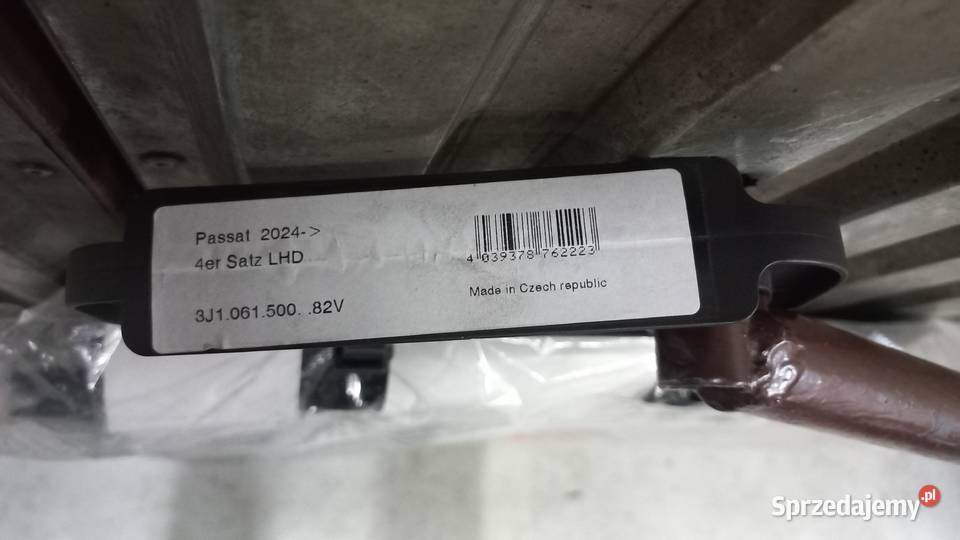 Passat 2024->
4er Satz LHD
3J1.061.500. .82V
4 039378 762223
Made in Czech republic
Sprzedajemy.pl